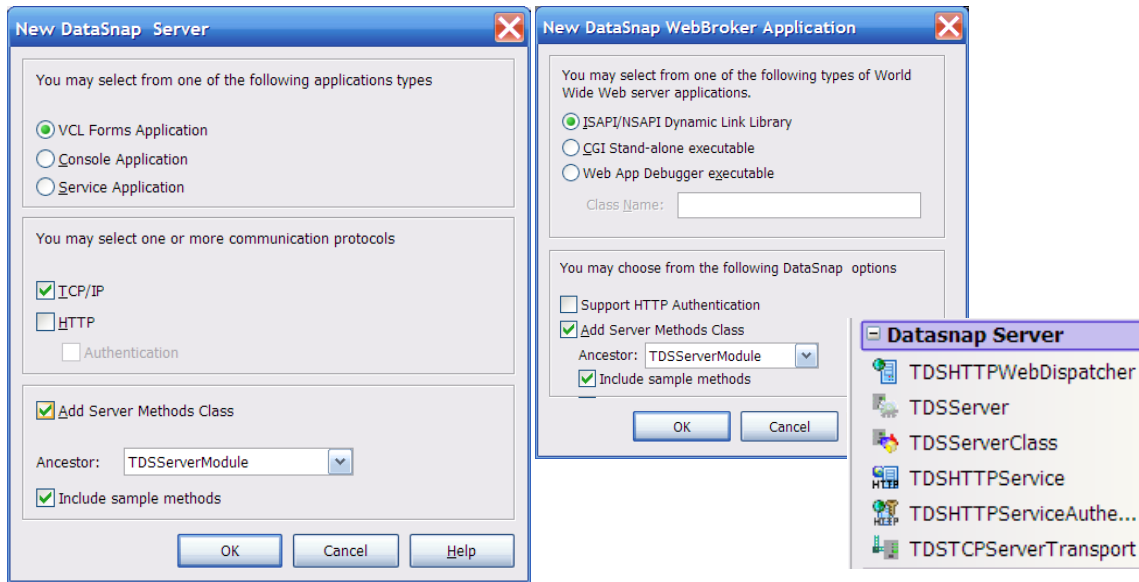 New DataSnap  Server
You may select from one of the following applications types
VCL Forms Application
Console Application
Service Application
You may select one or more communication protocols
TCP/IP
HTTP
Authentication
Add Server Methods Class
Ancestor: TDSServerModule
Include sample methods
OK Cancel Help
New DataSnap WebBroker Application
You may select from one of the following types of World
Wide Web server applications.
ISAPI/NSAPI Dynamic Link Library
CGI Stand-alone executable
Web App Debugger executable
Class Name:
You may choose from the following DataSnap  options
Support HTTP Authentication
Add Server Methods Class
Ancestor: TDSServerModule
Include sample methods
OK Cancel
Datasnap Server
TDSHTTPWebDispatcher
TDSServer
TDSServerClass
TDSHTTPService
TDSHTTPServiceAuthe...
TDSTCPServerTransport